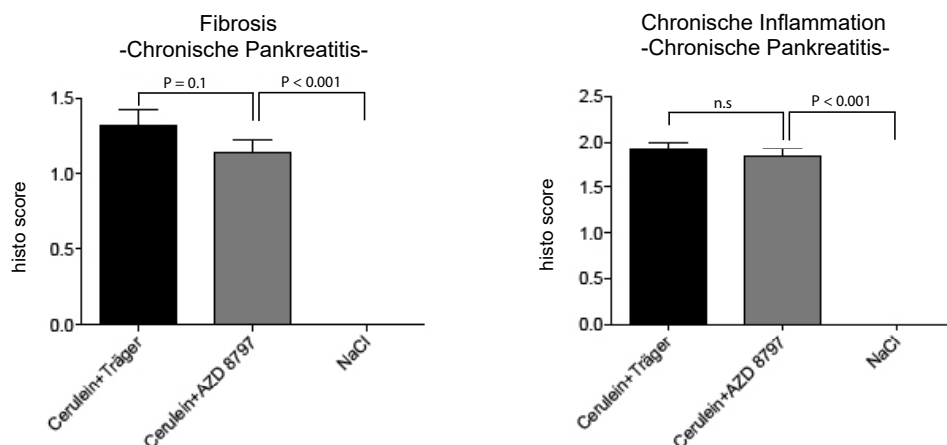 Fibrosis
-Chronische Pankreatitis-
P = 0.1
P < 0.001
1.5
1.0
0.5
0.0
histo score
Cerulein+Träger
Cerulein+AZD 8797
NaCl
Chronische Inflammation
-Chronische Pankreatitis-
n.s
P < 0.001
2.5
2.0
1.5
1.0
0.5
0.0
histo score
Cerulein+Träger
Cerulein+AZD 8797
NaCl